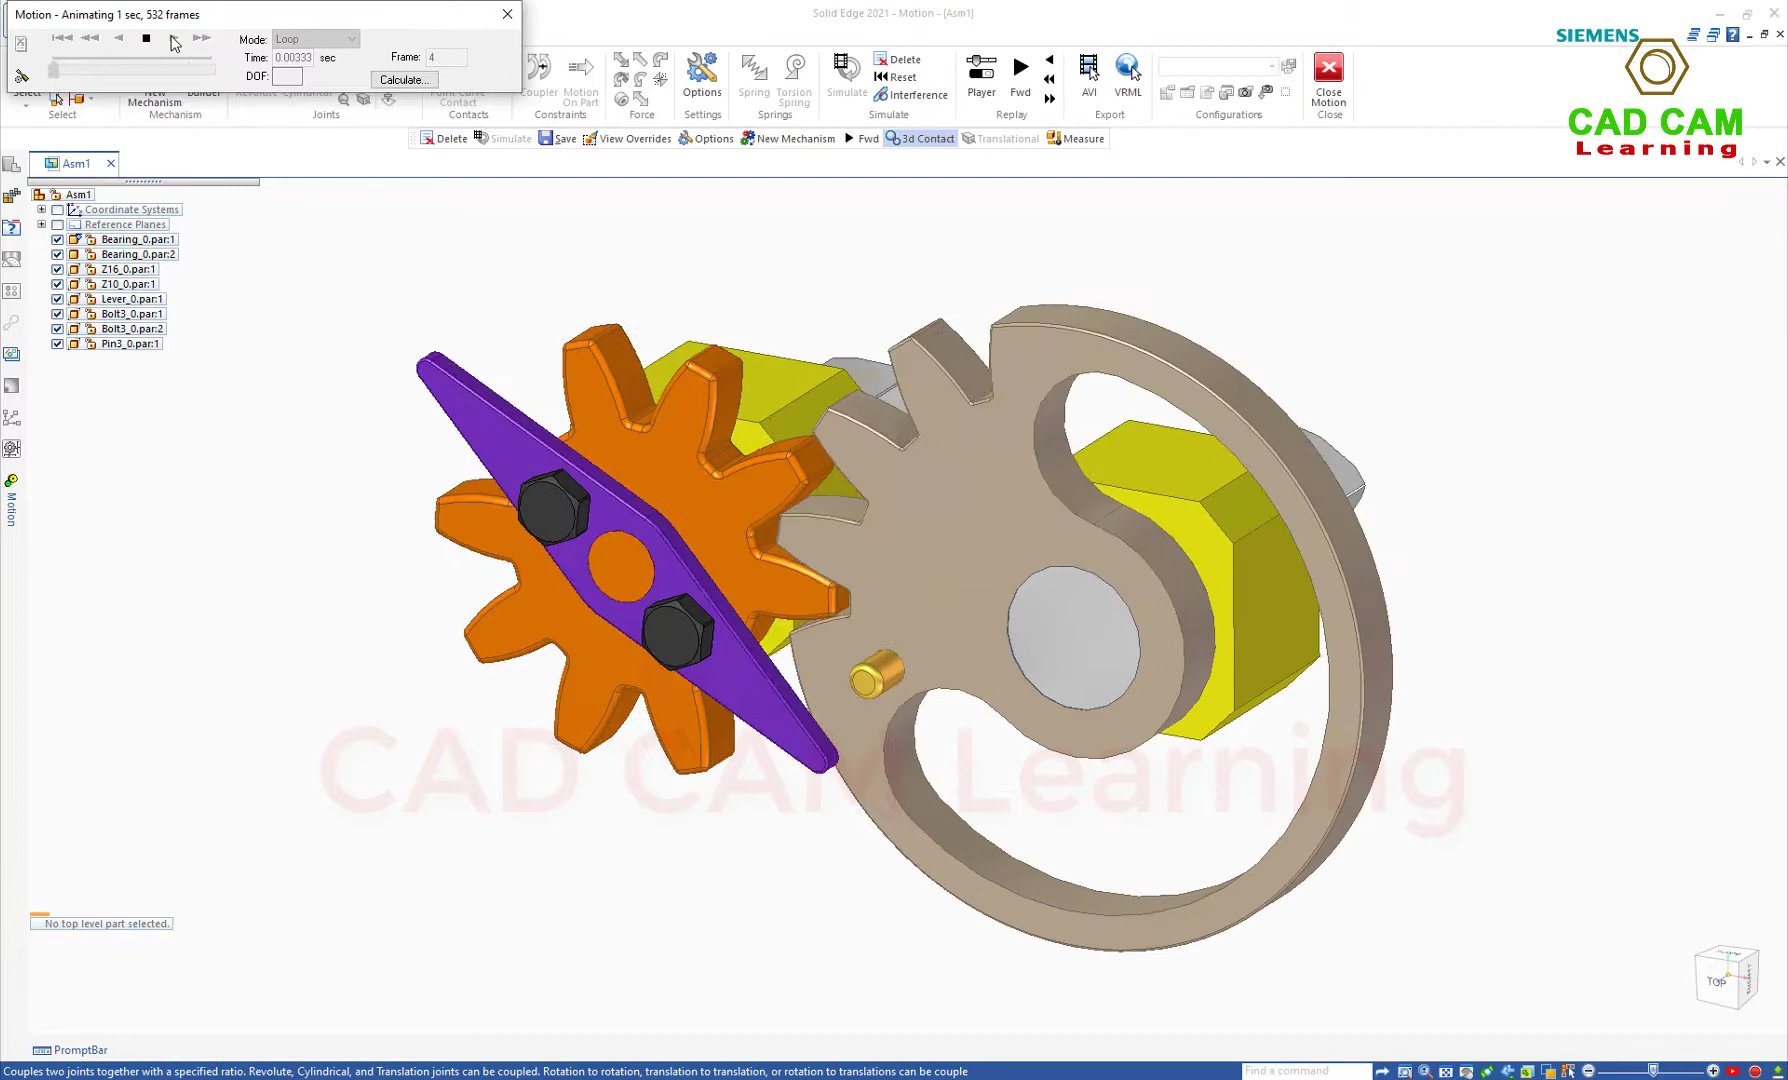 Motion - Animating 1 sec, 532 frames
Solid Edge 2021 - Motion - [Asm1]
SIEMENS
CAD CAM
Learning
Mode:
Loop
Time:
0.00333
sec
Frame:
4
DOF:
Calculate...
Select
Select
New
Mechanism
Builder
Mechanism
Revolute
Cylindrical
Joints
Point Curve
Contact
Contacts
Coupler
Motion
On Part
Constraints
Force
Options
Settings
Spring
Torsion
Spring
Springs
Simulate
Delete
Reset
Interference
Simulate
Player
Fwd
Replay
AVI
VRML
Export
Configurations
Close
Motion
Close
Delete
Simulate
Save
View Overrides
Options
New Mechanism
Fwd
3d Contact
Translational
Measure
Asm1
Asm1
Coordinate Systems
Reference Planes
Bearing_0.par:1
Bearing_0.par:2
Z16_0.par:1
Z10_0.par:1
Lever_0.par:1
Bolt3_0.par:1
Bolt3_0.par:2
Pin3_0.par:1
Motion
CAD CAM Learning
No top level part selected.
TOP
PromptBar
Couples two joints together with a specified ratio. Revolute, Cylindrical, and Translation joints can be coupled. Rotation to rotation, translation to translation, or rotation to translations can be couple
Find a command